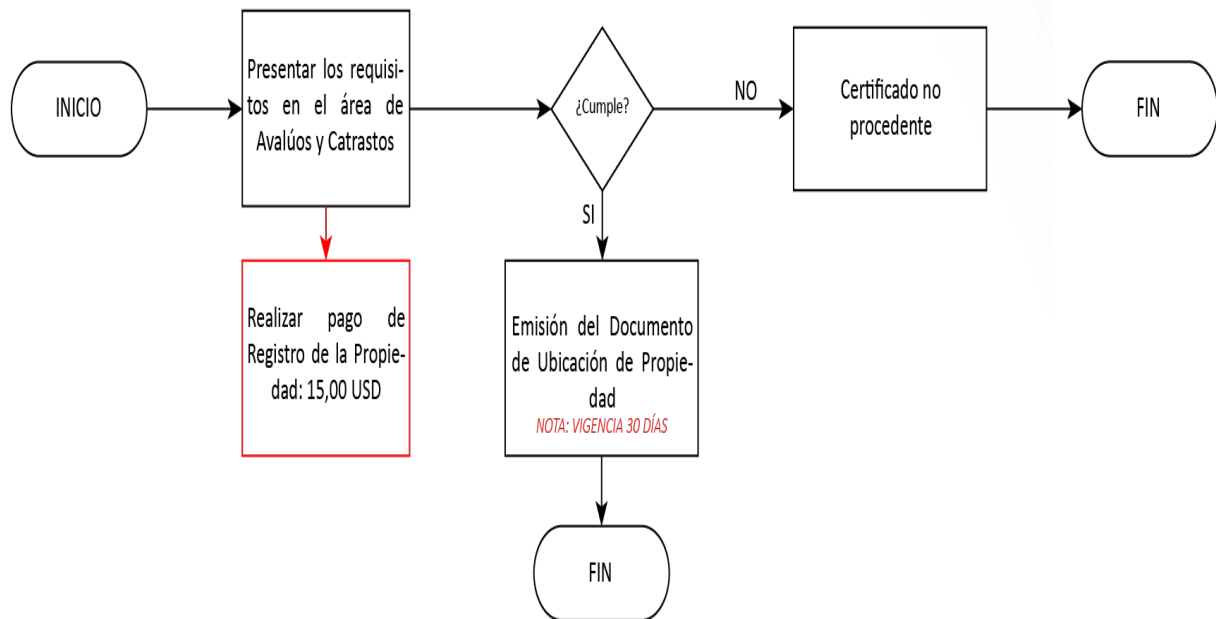 INICIO
Presentar los requisi-
tos en el área de
Avalúos y Catrastos
¿Cumple?
NO
Certificado no
procedente
FIN
SI
Realizar pago de
Registro de la Propie-
dad: 15,00 USD
Emisión del Documento
de Ubicación de Propie-
dad
NOTA: VIGENCIA 30 DÍAS
FIN